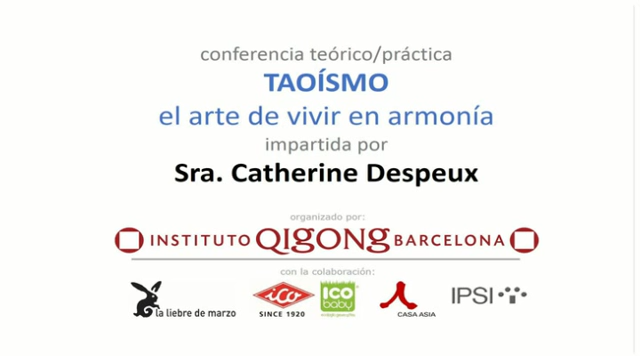 conferencia teórico/práctica
TAOÍSMO
el arte de vivir en armonía
impartida por
Sra. Catherine Despeux
organizado por:
INSTITUTO QIGONG BARCELONA
con la colaboración:
la liebre de marzo
ico
SINCE 1920
ICO
baby
CASA ASIA
IPSI